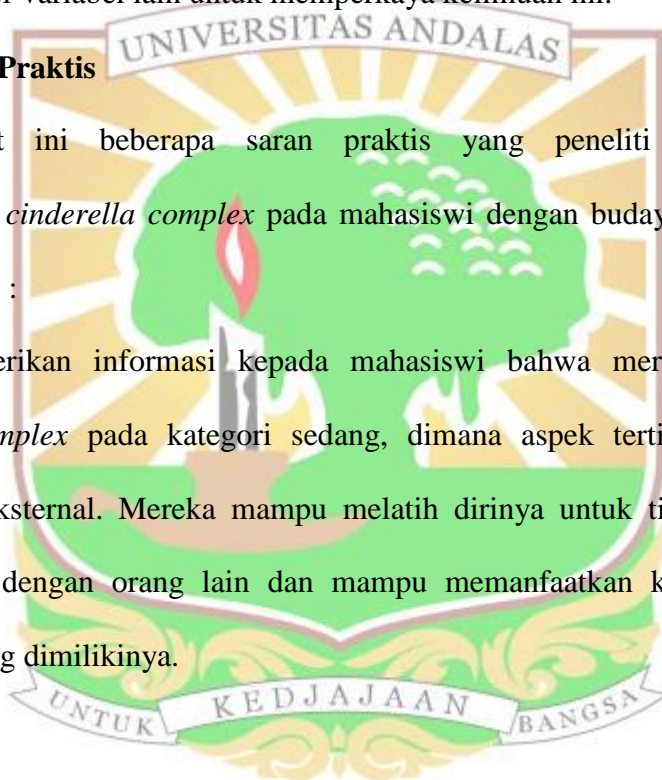 variabel lain untuk memperkaya keilmuan ini.
UNIVERSITAS ANDALAS
Praktis
ini beberapa saran praktis yang peneliti
cinderella complex pada mahasiswi dengan buday
:
erikan informasi kepada mahasiswi bahwa mer
mplex pada kategori sedang, dimana aspek terti
ksternal. Mereka mampu melatih dirinya untuk ti
dengan orang lain dan mampu memanfaatkan k
g dimilikinya.
UNTUK KEDJAJAAN BANGSA